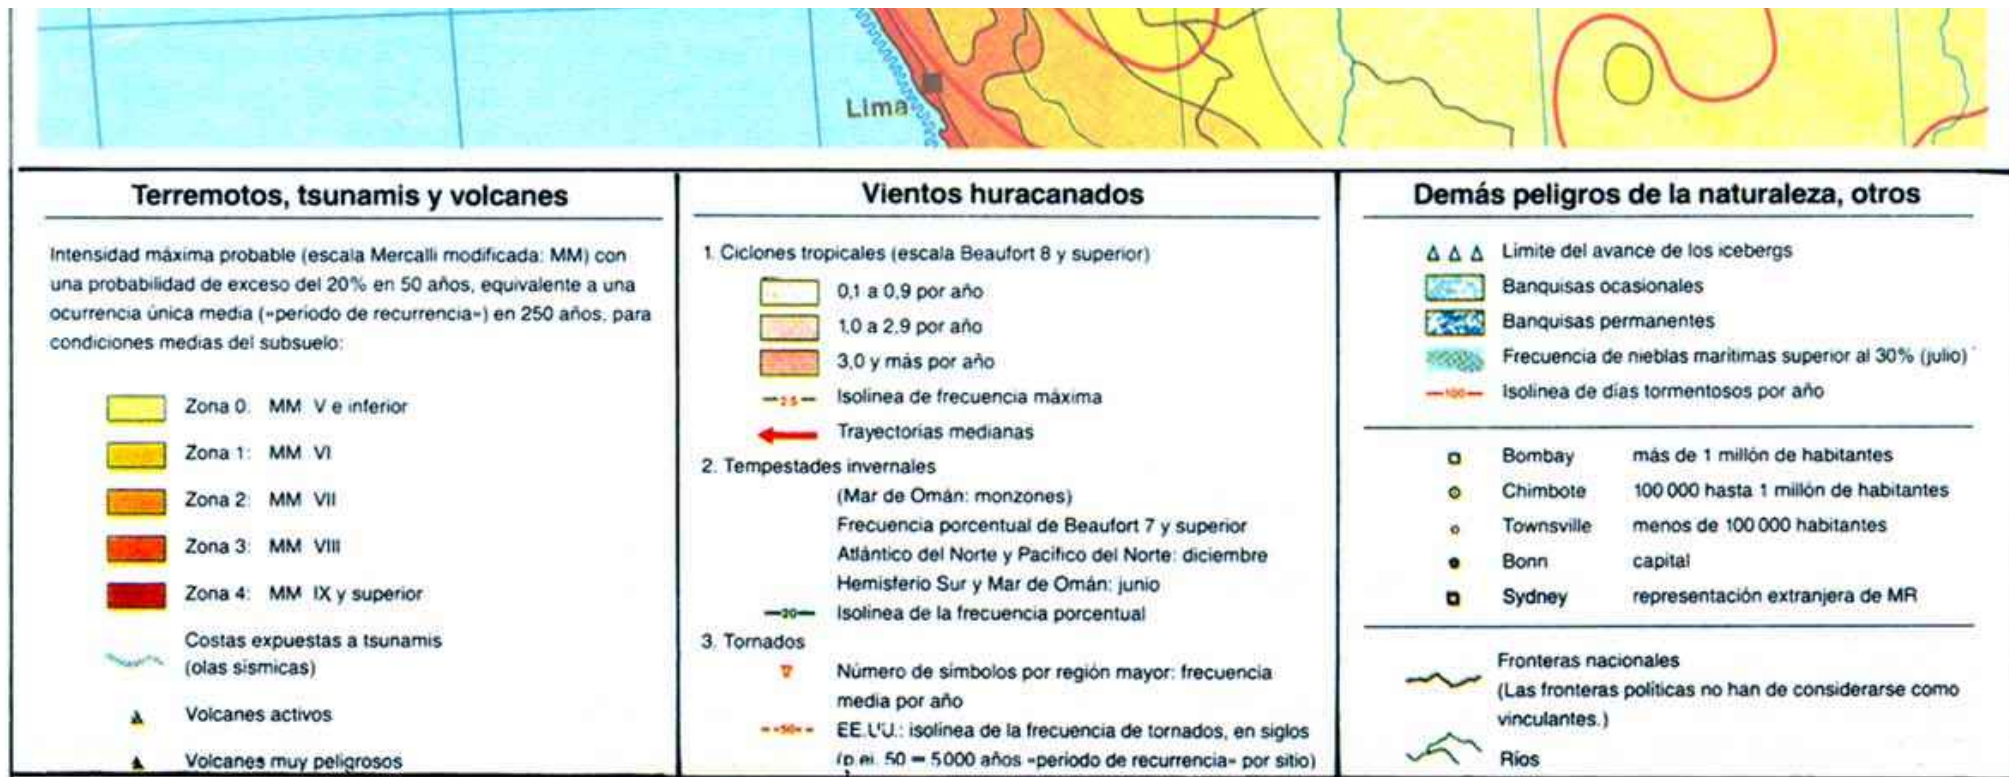 Lima
Terremotos, tsunamis y volcanes
Intensidad máxima probable (escala Mercalli modificada: MM) con
una probabilidad de exceso del 20% en 50 años, equivalente a una
ocurrencia única media («período de recurrencia») en 250 años, para
condiciones medias del subsuelo:
Zona 0: MM V e inferior
Zona 1: MM VI
Zona 2: MM VII
Zona 3: MM VIII
Zona 4: MM IX y superior
Costas expuestas a tsunamis
(olas sísmicas)
Volcanes activos
Volcanes muy peligrosos
Vientos huracanados
1. Ciclones tropicales (escala Beaufort 8 y superior)
0,1 a 0,9 por año
1,0 a 2,9 por año
3,0 y más por año
2·5 Isolínea de frecuencia máxima
Trayectorias medianas
2. Tempestades invernales
(Mar de Omán: monzones)
Frecuencia porcentual de Beaufort 7 y superior
Atlántico del Norte y Pacífico del Norte: diciembre
Hemisferio Sur y Mar de Omán: junio
20 Isolínea de la frecuencia porcentual
3. Tornados
Número de símbolos por región mayor: frecuencia
media por año
50 EE.UU.: isolínea de la frecuencia de tornados, en siglos
(p.ej. 50 = 5000 años «período de recurrencia» por sitio)
Demás peligros de la naturaleza, otros
Límite del avance de los icebergs
Banquisas ocasionales
Banquisas permanentes
Frecuencia de nieblas marítimas superior al 30% (julio)
100 Isolínea de días tormentosos por año
Bombay más de 1 millón de habitantes
Chimbote 100 000 hasta 1 millón de habitantes
Townsville menos de 100 000 habitantes
Bonn capital
Sydney representación extranjera de MR
Fronteras nacionales
(Las fronteras políticas no han de considerarse como
vinculantes.)
Ríos